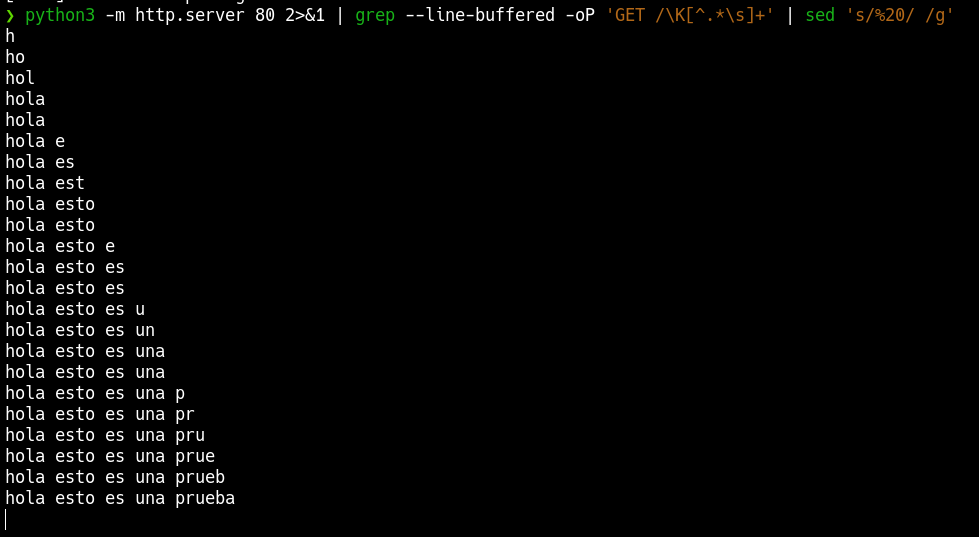 ❯ python3 -m http.server 80 2>&1 | grep --line-buffered -oP 'GET /\K[^.*\s]+' | sed 's/%20/ /g'
h
ho
hol
hola
hola
hola e
hola es
hola est
hola esto
hola esto
hola esto e
hola esto es
hola esto es
hola esto es u
hola esto es un
hola esto es una
hola esto es una
hola esto es una p
hola esto es una pr
hola esto es una pru
hola esto es una prue
hola esto es una prueb
hola esto es una prueba